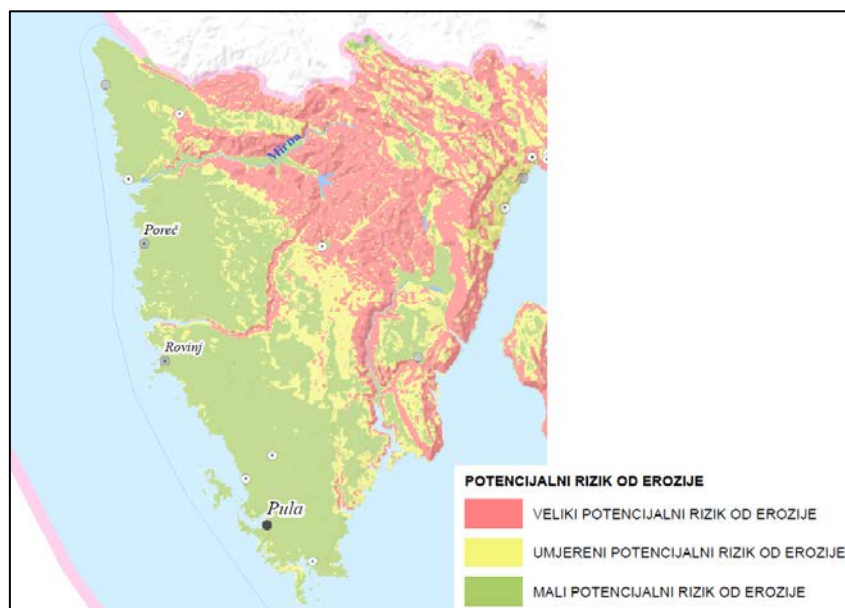 Mirna
Poreč
Rovinj
Pula
POTENCIJALNI RIZIK OD EROZIJE
VELIKI POTENCIJALNI RIZIK OD EROZIJE
UMJERENI POTENCIJALNI RIZIK OD EROZIJE
MALI POTENCIJALNI RIZIK OD EROZIJE